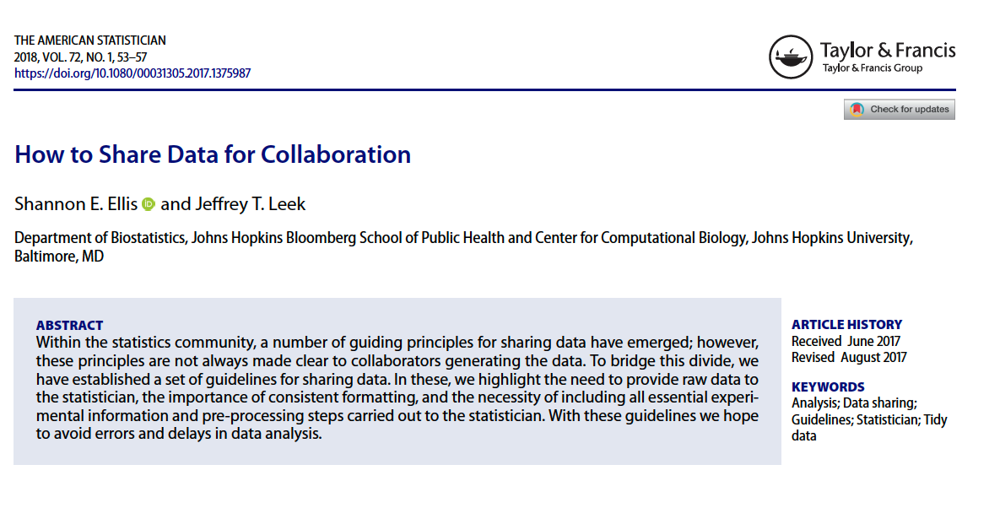 THE AMERICAN STATISTICIAN
2018, VOL. 72, NO. 1, 53–57
https://doi.org/10.1080/00031305.2017.1375987
Taylor & Francis
Taylor & Francis Group
Check for updates
How to Share Data for Collaboration
Shannon E. Ellis iD and Jeffrey T. Leek
Department of Biostatistics, Johns Hopkins Bloomberg School of Public Health and Center for Computational Biology, Johns Hopkins University,
Baltimore, MD
ABSTRACT
Within the statistics community, a number of guiding principles for sharing data have emerged; however,
these principles are not always made clear to collaborators generating the data. To bridge this divide, we
have established a set of guidelines for sharing data. In these, we highlight the need to provide raw data to
the statistician, the importance of consistent formatting, and the necessity of including all essential experi-
mental information and pre-processing steps carried out to the statistician. With these guidelines we hope
to avoid errors and delays in data analysis.
ARTICLE HISTORY
Received June 2017
Revised August 2017
KEYWORDS
Analysis; Data sharing;
Guidelines; Statistician; Tidy
data